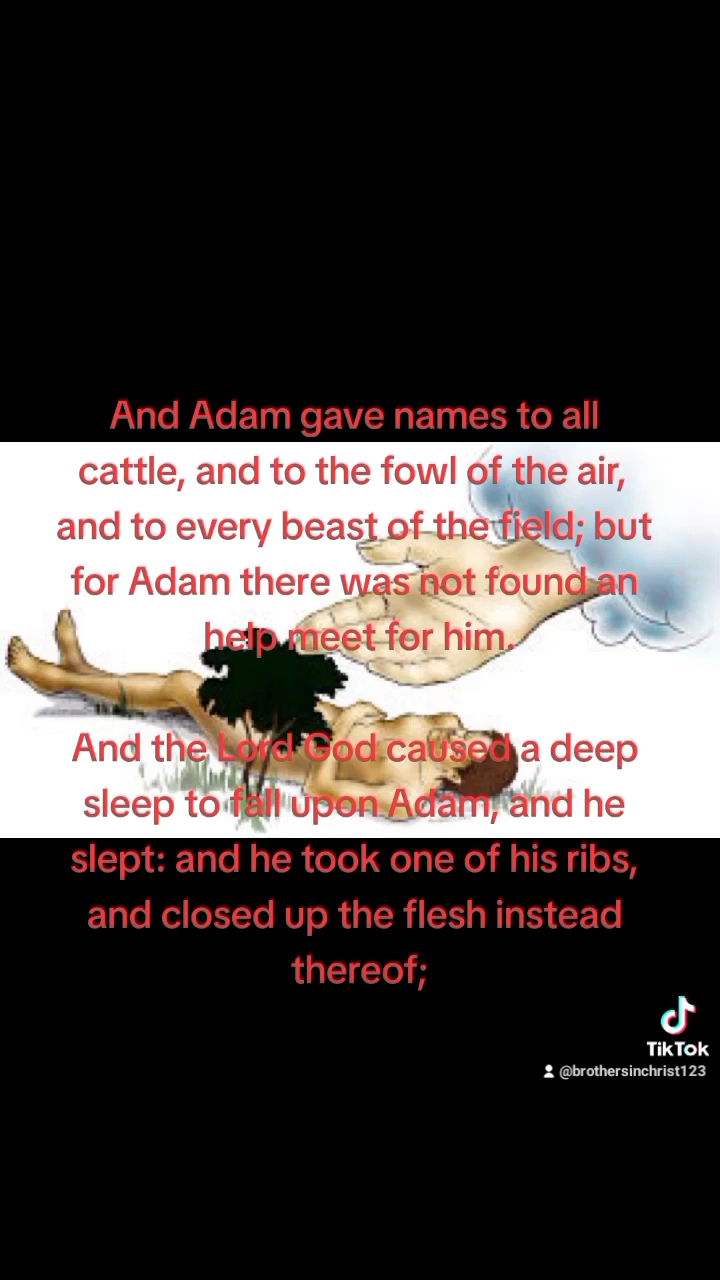 And Adam gave names to all
cattle, and to the fowl of the air,
and to every beast of the field; but
for Adam there was not found an
help meet for him.
And the Lord God caused a deep
sleep to fall upon Adam, and he
slept: and he took one of his ribs,
and closed up the flesh instead
thereof;
TikTok
@brothersinchrist123